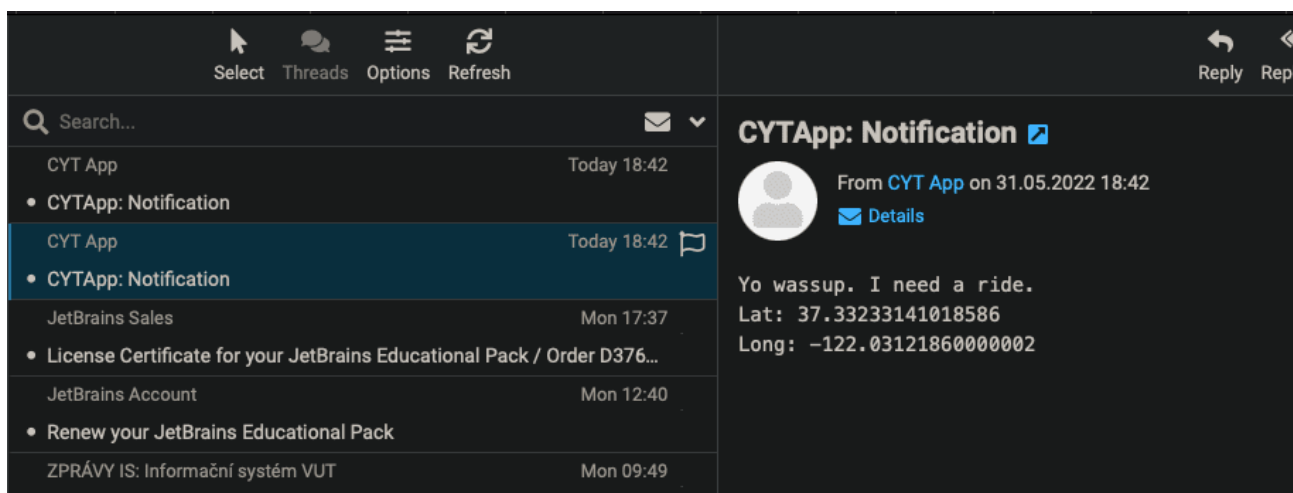 Select Threads Options Refresh
Reply Rep
Search...
CYT App Today 18:42
CYTApp: Notification
CYT App Today 18:42
CYTApp: Notification
JetBrains Sales Mon 17:37
License Certificate for your JetBrains Educational Pack / Order D376...
JetBrains Account Mon 12:40
Renew your JetBrains Educational Pack
ZPRÁVY IS: Informační systém VUT Mon 09:49
CYTApp: Notification
From CYT App on 31.05.2022 18:42
Details
Yo wassup. I need a ride.
Lat: 37.33233141018586
Long: -122.03121860000002